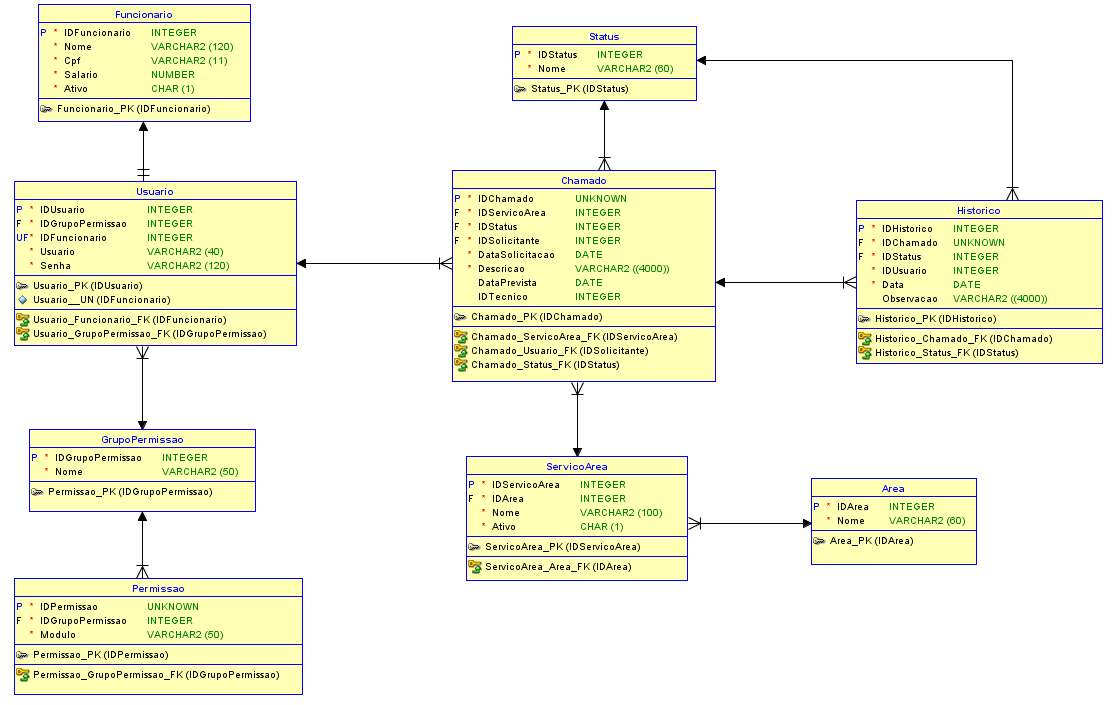 Funcionario
P * IDFuncionario INTEGER
* Nome VARCHAR2 (120)
* Cpf VARCHAR2 (11)
* Salario NUMBER
* Ativo CHAR (1)
Funcionario_PK (IDFuncionario)
Status
P * IDStatus INTEGER
* Nome VARCHAR2 (60)
Status_PK (IDStatus)
Usuario
P * IDUsuario INTEGER
F * IDGrupoPermissao INTEGER
UF* IDFuncionario INTEGER
* Usuario VARCHAR2 (40)
* Senha VARCHAR2 (120)
Usuario_PK (IDUsuario)
Usuario__UN (IDFuncionario)
Usuario_Funcionario_FK (IDFuncionario)
Usuario_GrupoPermissao_FK (IDGrupoPermissao)
Chamado
P * IDChamado UNKNOWN
F * IDServicoArea INTEGER
F * IDStatus INTEGER
F * IDSolicitante INTEGER
* DataSolicitacao DATE
* Descricao VARCHAR2 ((4000))
DataPrevista DATE
IDTecnico INTEGER
Chamado_PK (IDChamado)
Chamado_ServicoArea_FK (IDServicoArea)
Chamado_Usuario_FK (IDSolicitante)
Chamado_Status_FK (IDStatus)
Historico
P * IDHistorico INTEGER
F * IDChamado UNKNOWN
F * IDStatus INTEGER
* IDUsuario INTEGER
* Data DATE
Observacao VARCHAR2 ((4000))
Historico_PK (IDHistorico)
Historico_Chamado_FK (IDChamado)
Historico_Status_FK (IDStatus)
GrupoPermissao
P * IDGrupoPermissao INTEGER
* Nome VARCHAR2 (50)
Permissao_PK (IDGrupoPermissao)
ServicoArea
P * IDServicoArea INTEGER
F * IDArea INTEGER
* Nome VARCHAR2 (100)
* Ativo CHAR (1)
ServicoArea_PK (IDServicoArea)
ServicoArea_Area_FK (IDArea)
Area
P * IDArea INTEGER
* Nome VARCHAR2 (60)
Area_PK (IDArea)
Permissao
P * IDPermissao UNKNOWN
F * IDGrupoPermissao INTEGER
* Modulo VARCHAR2 (50)
Permissao_PK (IDPermissao)
Permissao_GrupoPermissao_FK (IDGrupoPermissao)